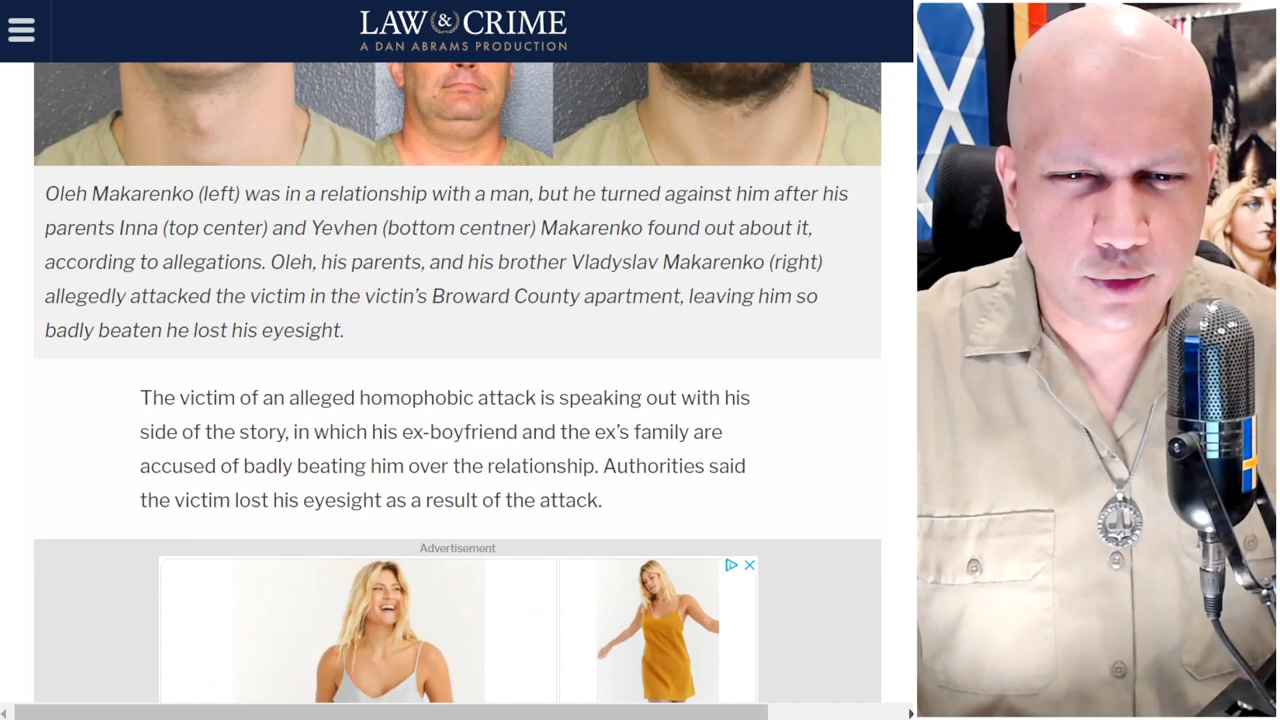 LAW & CRIME
A DAN ABRAMS PRODUCTION
Oleh Makarenko (left) was in a relationship with a man, but he turned against him after his
parents Inna (top center) and Yevhen (bottom centner) Makarenko found out about it,
according to allegations. Oleh, his parents, and his brother Vladyslav Makarenko (right)
allegedly attacked the victim in the victin's Broward County apartment, leaving him so
badly beaten he lost his eyesight.
The victim of an alleged homophobic attack is speaking out with his
side of the story, in which his ex-boyfriend and the ex's family are
accused of badly beating him over the relationship. Authorities said
the victim lost his eyesight as a result of the attack.
Advertisement